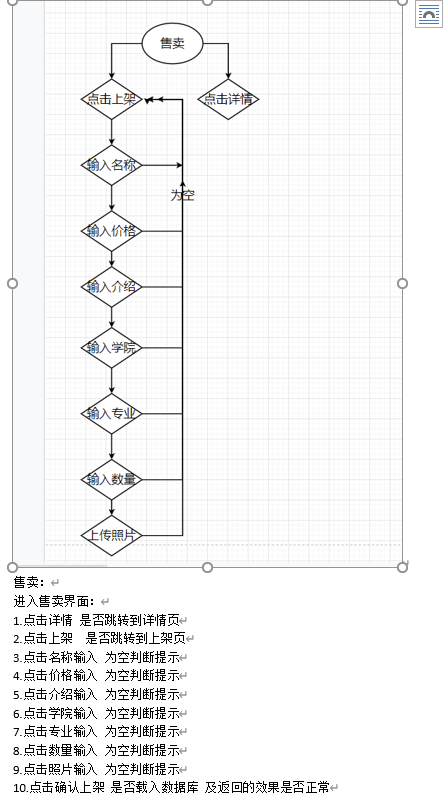 售卖
点击上架
点击详情
输入名称
为空
输入价格
输入介绍
输入学院
输入专业
输入数量
上传照片
售卖：
进入售卖界面：
1.点击详情 是否跳转到详情页
2.点击上架 是否跳转到上架页
3.点击名称输入 为空判断提示
4.点击价格输入 为空判断提示
5.点击介绍输入 为空判断提示
6.点击学院输入 为空判断提示
7.点击专业输入 为空判断提示
8.点击数量输入 为空判断提示
9.点击照片输入 为空判断提示
10.点击确认上架 是否载入数据库 及返回的效果是否正常